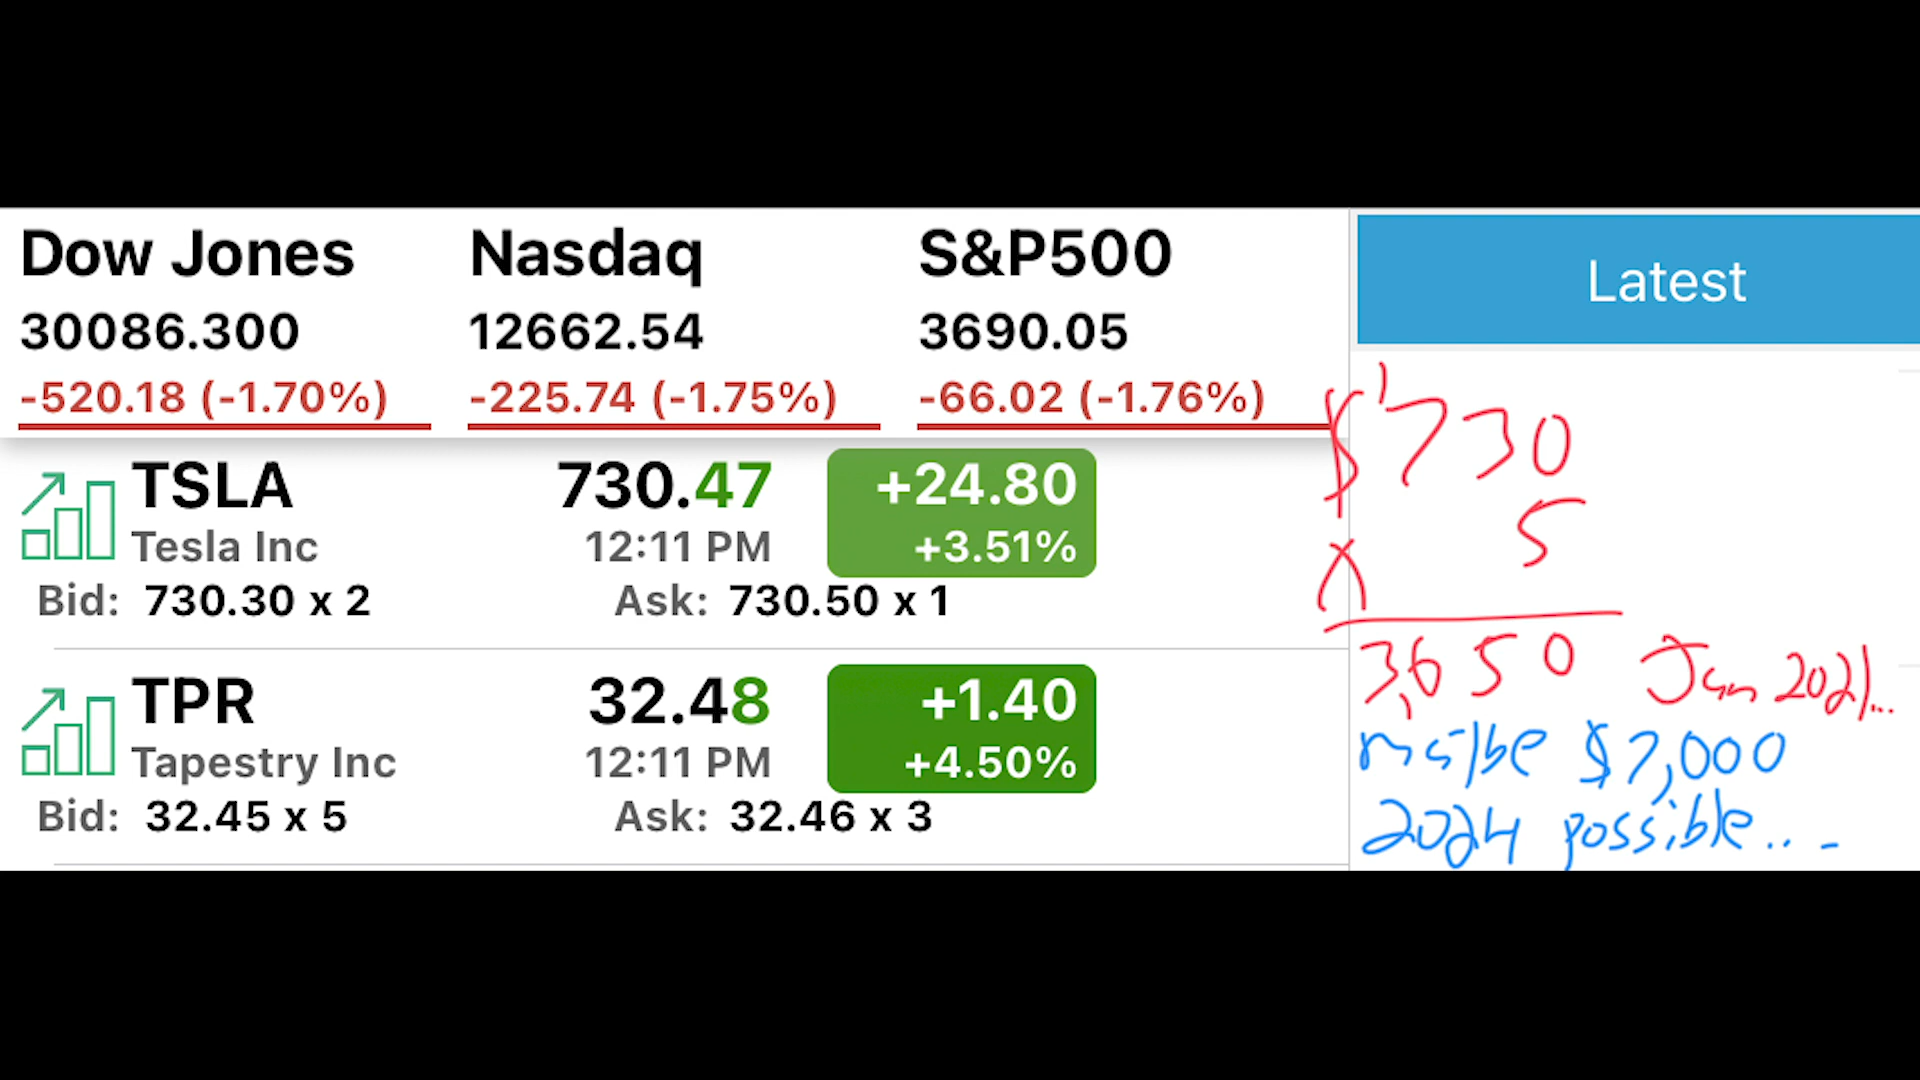 Dow Jones Nasdaq S&P500 Latest
30086.300 12662.54 3690.05
-520.18 (-1.70%) -225.74 (-1.75%) -66.02 (-1.76%)
TSLA 730.47 +24.80
Tesla Inc 12:11 PM +3.51%
Bid: 730.30 x 2 Ask: 730.50 x 1
TPR 32.48 +1.40
Tapestry Inc 12:11 PM +4.50%
Bid: 32.45 x 5 Ask: 32.46 x 3
1
$730
x 5
3,650 Jan 2021...
maybe $7,000
2024 possible...